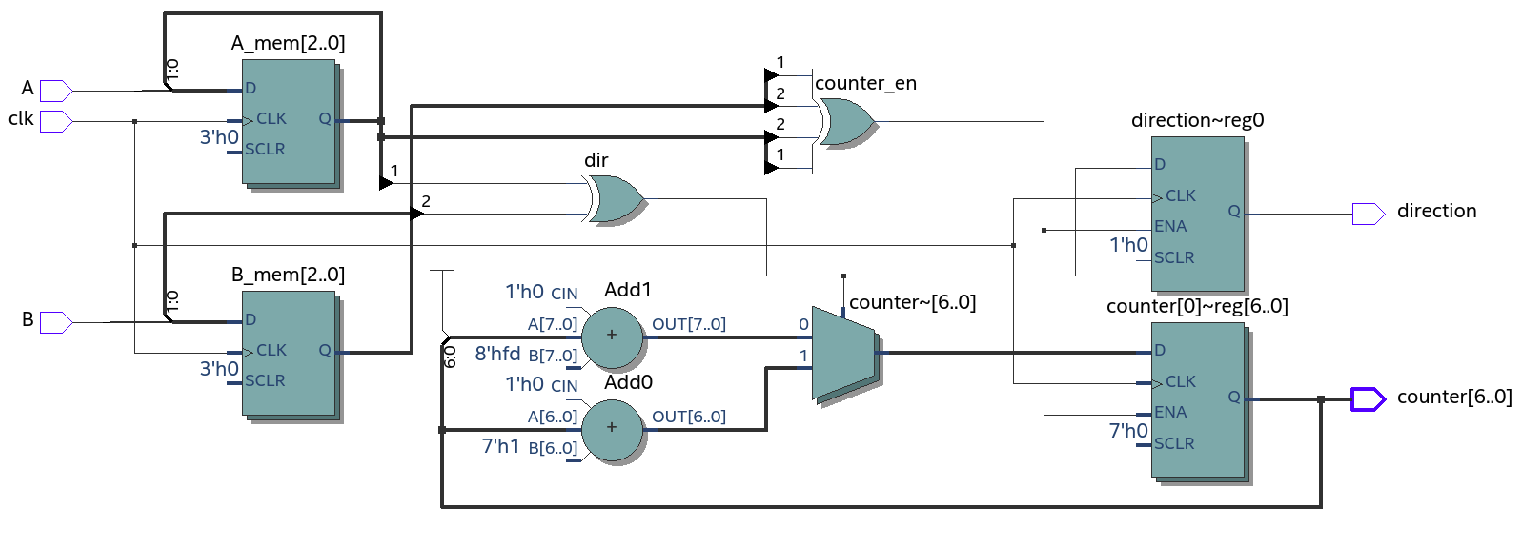 A_mem[2..0]
1:0
A
D
clk
CLK
Q
3'h0
SCLR
1
2
2
1
counter_en
dir
1
2
direction~reg0
D
CLK
ENA
Q
1'h0
SCLR
direction
B_mem[2..0]
1:0
B
D
CLK
Q
3'h0
SCLR
6:0
1'h0 CIN
Add1
A[7..0]
OUT[7..0]
8'hfd B[7..0]
1'h0 CIN
Add0
A[6..0]
OUT[6..0]
7'h1 B[6..0]
counter~[6..0]
0
1
counter[0]~reg[6..0]
D
CLK
ENA
Q
7'h0
SCLR
counter[6..0]